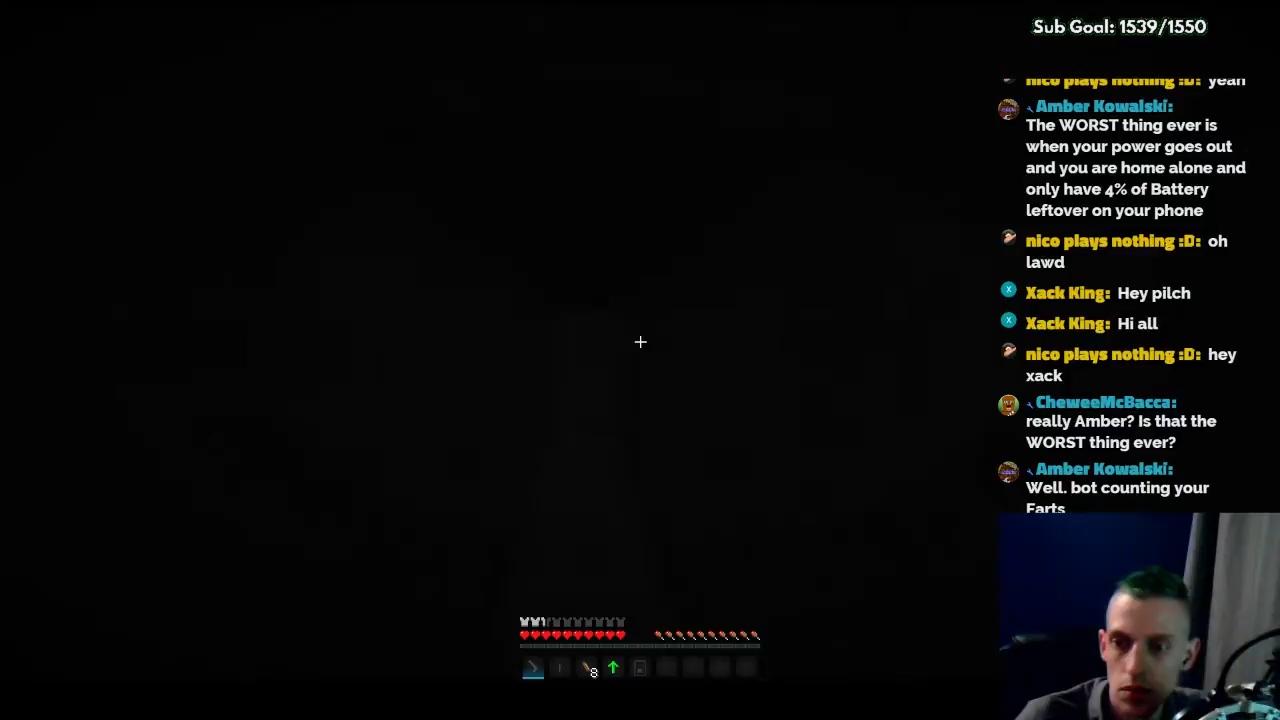 Sub Goal: 1539/1550
nico plays nothing :D: yeah
Amber Kowalski:
The WORST thing ever is
when your power goes out
and you are home alone and
only have 4% of Battery
leftover on your phone
nico plays nothing :D: oh
lawd
Xack King: Hey pilch
Xack King: Hi all
nico plays nothing :D: hey
xack
CheweeMcBacca:
really Amber? Is that the
WORST thing ever?
Amber Kowalski:
Well. bot counting your
Farts
8